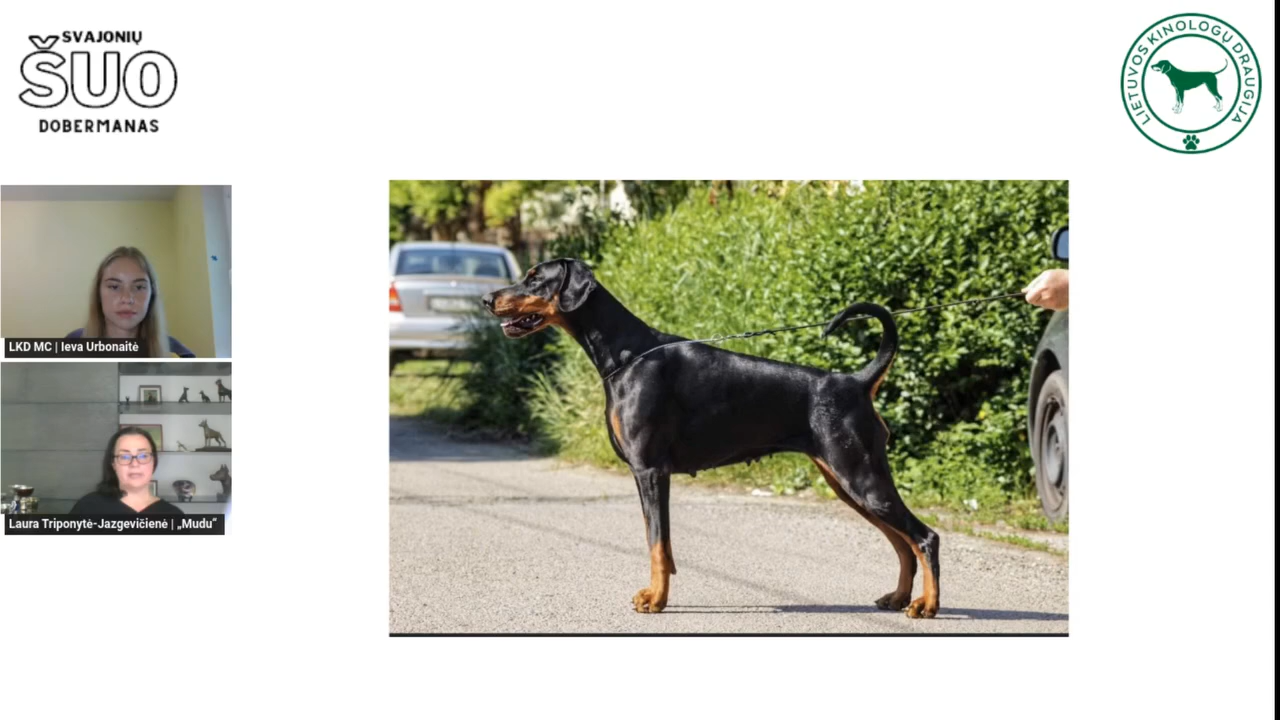 SVAJONIŲ
ŠUO
DOBERMANAS
LIETUVOS KINOLOGŲ DRAUGIJA
LKD MC | Ieva Urbonaitė
Laura Triponytė-Jazgevičienė | „Mudu“